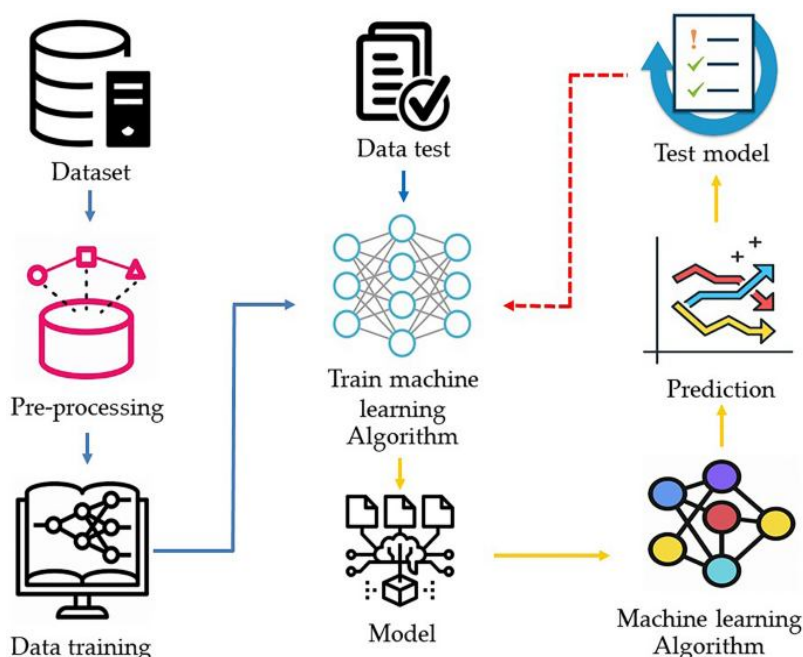 Dataset
Pre-processing
Data training
Data test
Train machine
learning
Algorithm
Model
Machine learning
Algorithm
Prediction
Test model